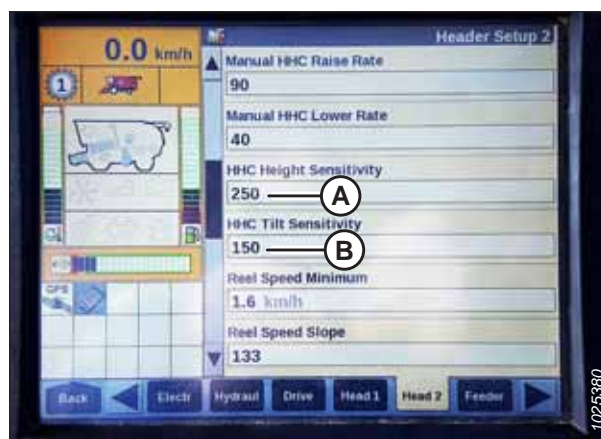 0.0 km/h
Header Setup 2
1
Manual HHC Raise Rate
90
Manual HHC Lower Rate
40
HHC Height Sensitivity
250
A
HHC Tilt Sensitivity
150
B
Reel Speed Minimum
1.6 km/h
GPS
Reel Speed Slope
133
Back
Electr
Hydraul
Drive
Head 1
Head 2
Feeder
1025380